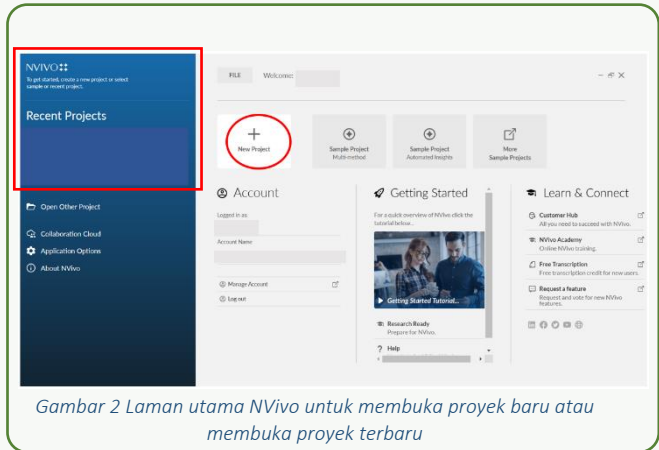 NVIVO
To get started, create a new project or select
sample or recent project.
Recent Projects
Open Other Project
Collaboration Cloud
Application Options
About NVivo
FILE Welcome:
New Project
Sample Project
Multi-method
Sample Project
Automated Insights
More
Sample Projects
Account
Logged in as:
Account Name
Manage Account
Log out
Getting Started
For a quick overview of NVivo click the
tutorial below...
Getting Started Tutorial...
Research Ready
Prepare for NVivo.
Help
Learn & Connect
Customer Hub
All you need to succeed with NVivo.
NVivo Academy
Online NVivo training.
Free Transcription
Free transcription credit for new users.
Request a feature
Request and vote for new NVivo
features.
Gambar 2 Laman utama NVivo untuk membuka proyek baru atau
membuka proyek terbaru